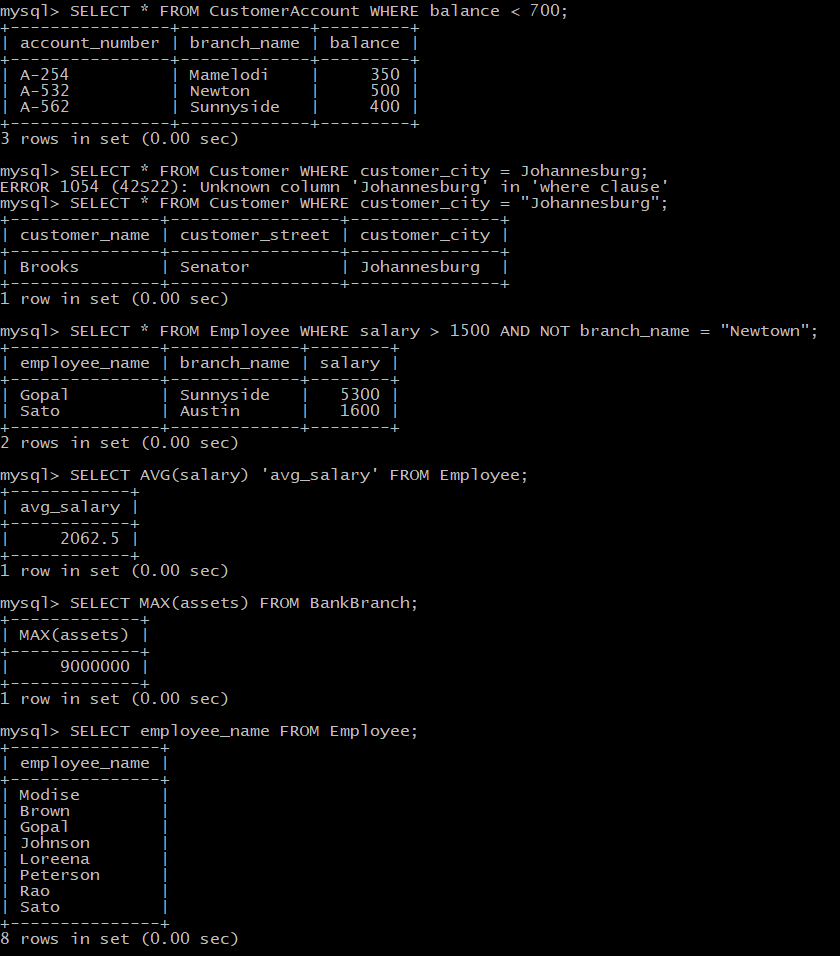 mysql> SELECT * FROM CustomerAccount WHERE balance < 700;
+----------------+-------------+---------+
| account_number | branch_name | balance |
+----------------+-------------+---------+
| A-254          | Mamelodi    |     350 |
| A-532          | Newton      |     500 |
| A-562          | Sunnyside   |     400 |
+----------------+-------------+---------+
3 rows in set (0.00 sec)

mysql> SELECT * FROM Customer WHERE customer_city = Johannesburg;
ERROR 1054 (42S22): Unknown column 'Johannesburg' in 'where clause'
mysql> SELECT * FROM Customer WHERE customer_city = "Johannesburg";
+---------------+-----------------+---------------+
| customer_name | customer_street | customer_city |
+---------------+-----------------+---------------+
| Brooks        | Senator         | Johannesburg  |
+---------------+-----------------+---------------+
1 row in set (0.00 sec)

mysql> SELECT * FROM Employee WHERE salary > 1500 AND NOT branch_name = "Newtown";
+---------------+-------------+--------+
| employee_name | branch_name | salary |
+---------------+-------------+--------+
| Gopal         | Sunnyside   |   5300 |
| Sato          | Austin      |   1600 |
+---------------+-------------+--------+
2 rows in set (0.00 sec)

mysql> SELECT AVG(salary) 'avg_salary' FROM Employee;
+------------+
| avg_salary |
+------------+
|     2062.5 |
+------------+
1 row in set (0.00 sec)

mysql> SELECT MAX(assets) FROM BankBranch;
+-------------+
| MAX(assets) |
+-------------+
|     9000000 |
+-------------+
1 row in set (0.00 sec)

mysql> SELECT employee_name FROM Employee;
+---------------+
| employee_name |
+---------------+
| Modise        |
| Brown         |
| Gopal         |
| Johnson       |
| Loreena       |
| Peterson      |
| Rao           |
| Sato          |
+---------------+
8 rows in set (0.00 sec)